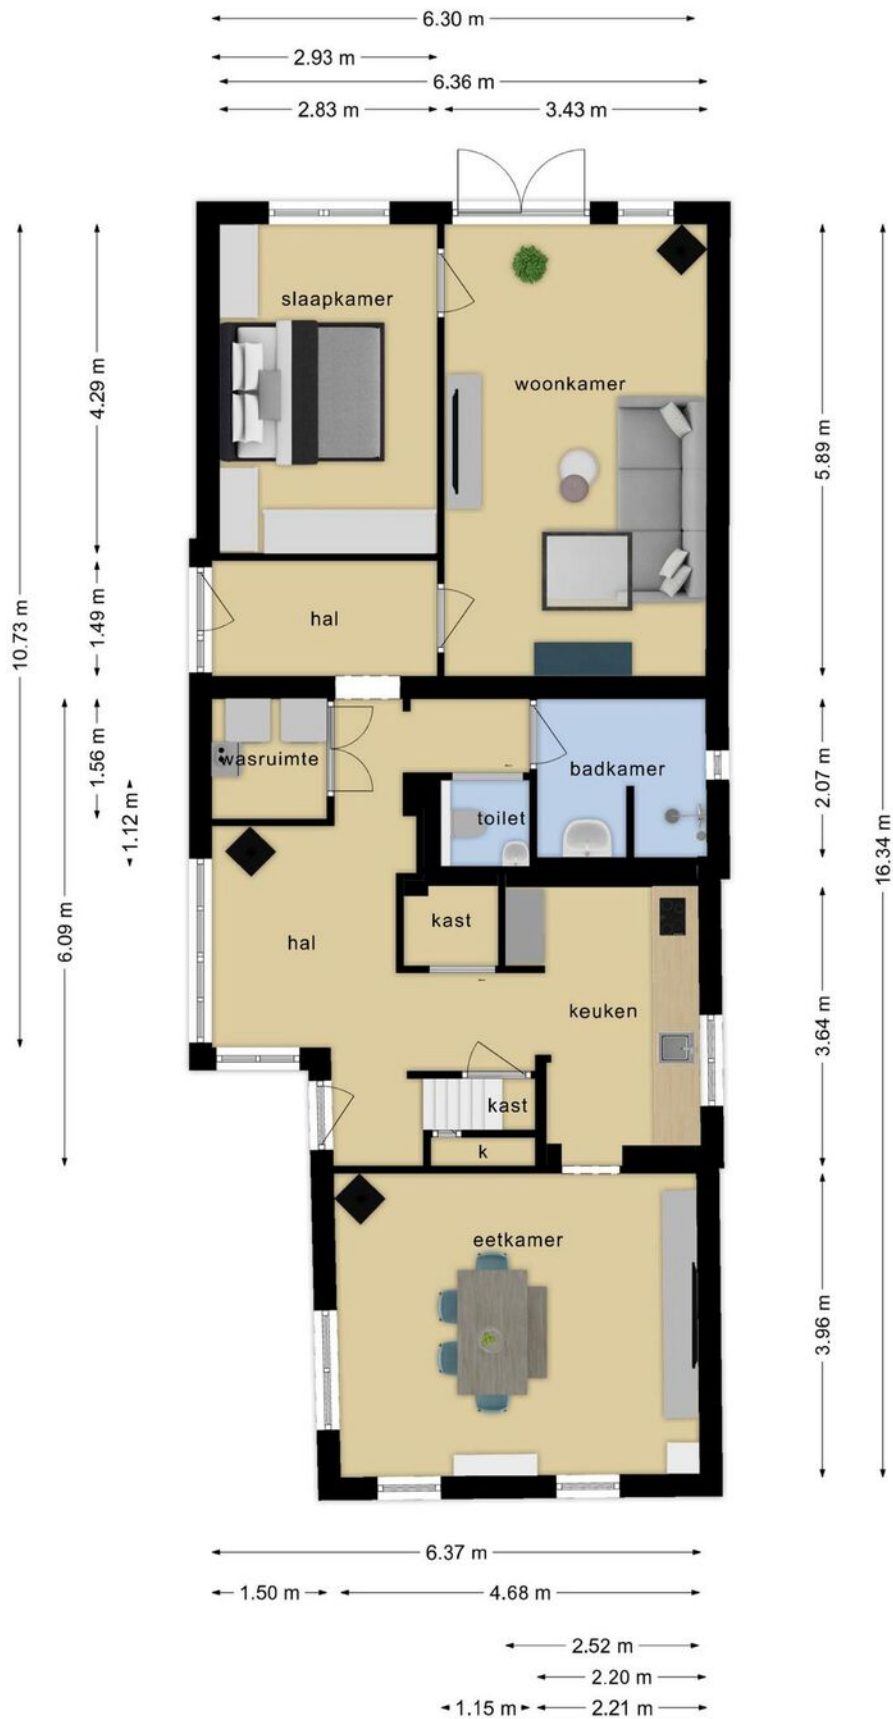 6.30 m
2.93 m
6.36 m
2.83 m
3.43 m
slaapkamer
woonkamer
4.29 m
5.89 m
10.73 m
1.49 m
hal
16.34 m
6.09 m
1.56 m
1.12 m
wasruimte
badkamer
2.07 m
toilet
kast
hal
keuken
3.64 m
kast
k
eetkamer
3.96 m
6.37 m
1.50 m
4.68 m
2.52 m
2.20 m
1.15 m
2.21 m